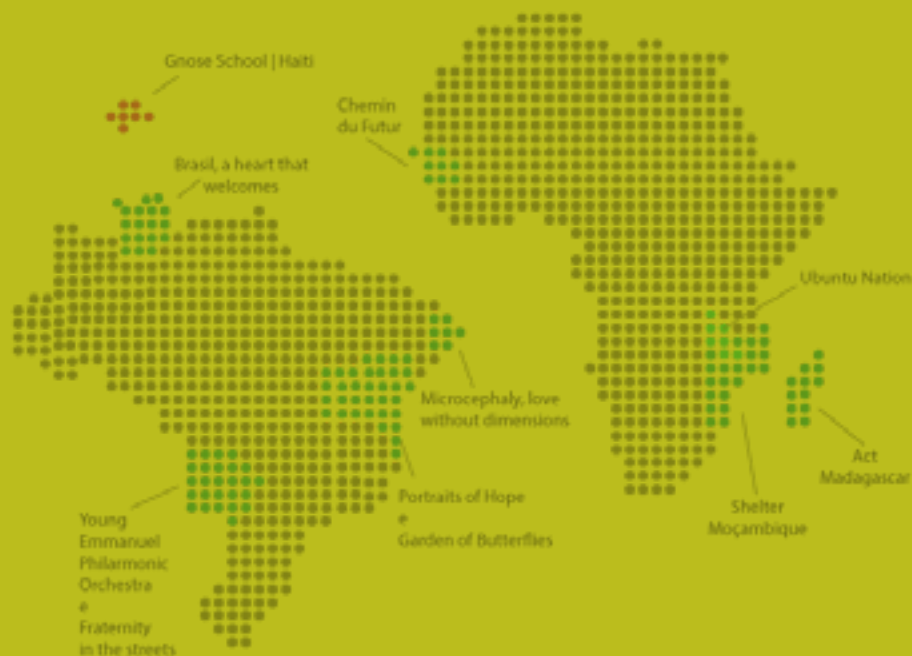 Gnose School | Haiti
Chemin
du Futur
Brasil, a heart that
welcomes
Ubuntu Nation
Microcephaly, love
without dimensions
Act
Madagascar
Portraits of Hope
e
Garden of Butterflies
Shelter
Moçambique
Young
Emmanuel
Philarmonic
Orchestra
e
Fraternity
in the streets